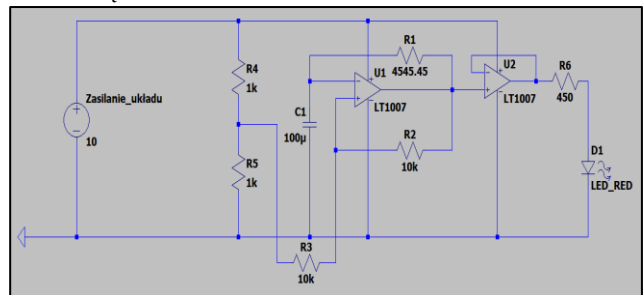 R1
4545.45
U1
LT1007
U2
LT1007
R6
450
R4
1k
Zasilanie_układu
10
C1
100µ
R2
10k
R5
1k
D1
LED_RED
R3
10k